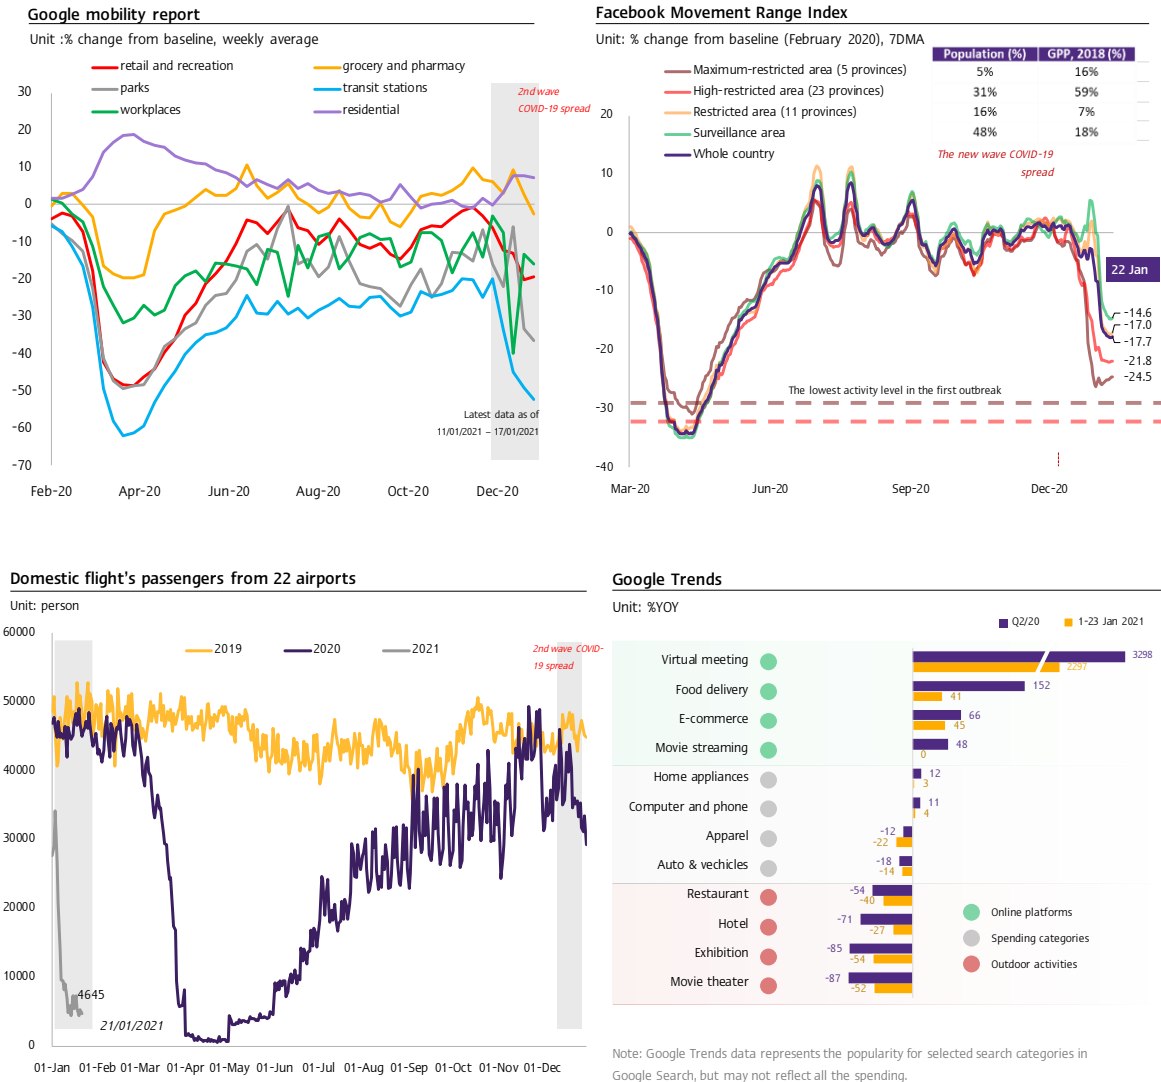 Google mobility report
Unit :% change from baseline, weekly average
retail and recreation
grocery and pharmacy
parks
transit stations
workplaces
residential
2nd wave
COVID-19 spread
30
20
10
0
-10
-20
-30
-40
-50
-60
-70
Latest data as of
11/01/2021 – 17/01/2021
Feb-20 Apr-20 Jun-20 Aug-20 Oct-20 Dec-20
Facebook Movement Range Index
Unit: % change from baseline (February 2020), 7DMA
Population (%) GPP, 2018 (%)
Maximum-restricted area (5 provinces) 5% 16%
High-restricted area (23 provinces) 31% 59%
Restricted area (11 provinces) 16% 7%
Surveillance area 48% 18%
Whole country
The new wave COVID-19
spread
20
10
0
-10
-20
-30
-40
22 Jan
-14.6
-17.0
-17.7
-21.8
-24.5
The lowest activity level in the first outbreak
Mar-20 Jun-20 Sep-20 Dec-20
Domestic flight's passengers from 22 airports
Unit: person
60000
50000
40000
30000
20000
10000
0
2019 2020 2021
2nd wave COVID-
19 spread
4645
21/01/2021
01-Jan 01-Feb 01-Mar 01-Apr 01-May 01-Jun 01-Jul 01-Aug 01-Sep 01-Oct 01-Nov 01-Dec
Google Trends
Unit: %YOY
Q2/20 1-23 Jan 2021
Virtual meeting 3298
2297
Food delivery 152
41
E-commerce 66
45
Movie streaming 48
0
Home appliances 12
3
Computer and phone 11
4
Apparel -12
-22
Auto & vechicles -18
-14
Restaurant -54
-40
Hotel -71
-27
Exhibition -85
-54
Movie theater -87
-52
Online platforms
Spending categories
Outdoor activities
Note: Google Trends data represents the popularity for selected search categories in
Google Search, but may not reflect all the spending.